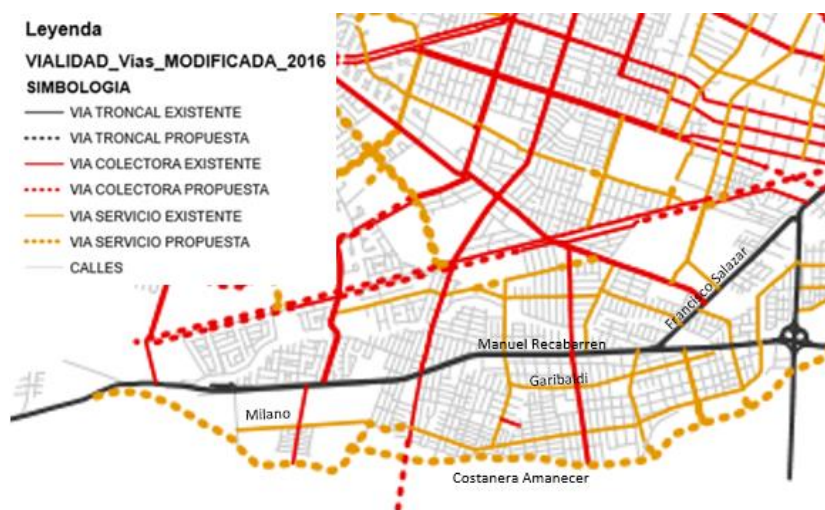 Leyenda
VIALIDAD_Vias_MODIFICADA_2016
SIMBOLOGIA
VIA TRONCAL EXISTENTE
VIA TRONCAL PROPUESTA
VIA COLECTORA EXISTENTE
VIA COLECTORA PROPUESTA
VIA SERVICIO EXISTENTE
VIA SERVICIO PROPUESTA
CALLES
Francisco Salazar
Manuel Recabarren
Garibaldi
Milano
Costanera Amanecer